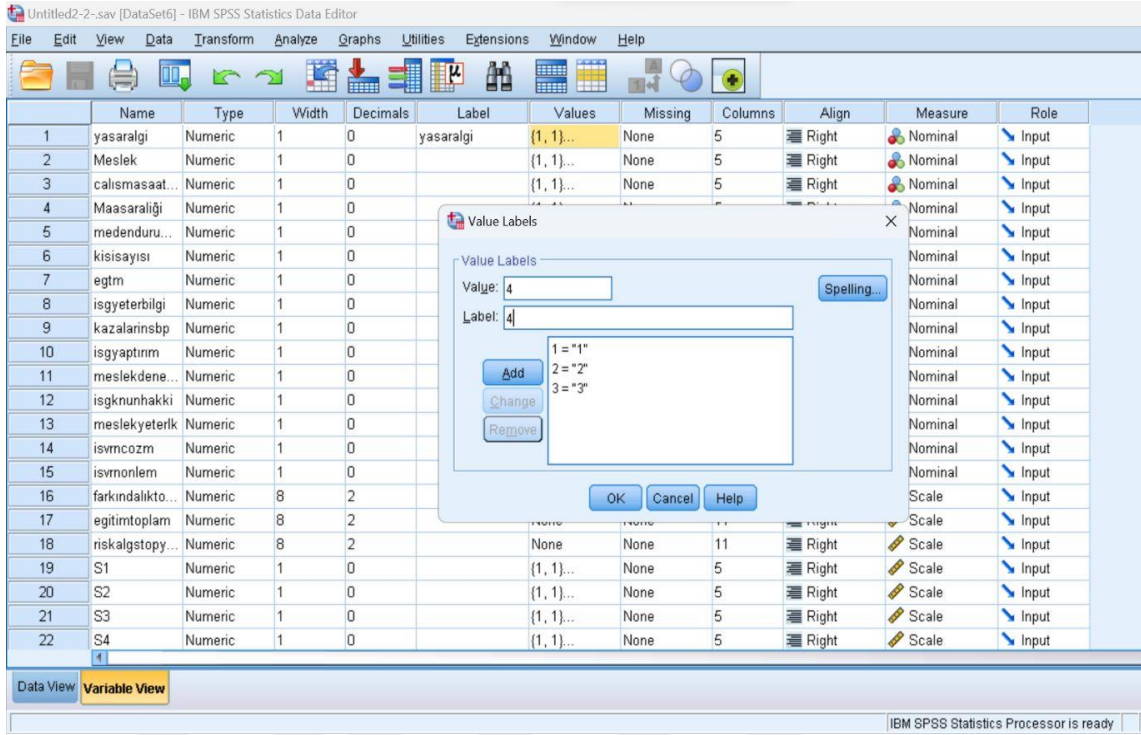 Untitled2-2-.sav [DataSet6] - IBM SPSS Statistics Data Editor
File Edit View Data Transform Analyze Graphs Utilities Extensions Window Help
Name Type Width Decimals Label Values Missing Columns Align Measure Role
1 yasaralgi Numeric 1 0 yasaralgi {1, 1}... None 5 Right Nominal Input
2 Meslek Numeric 1 0 {1, 1}... None 5 Right Nominal Input
3 calısmasaat... Numeric 1 0 {1, 1}... None 5 Right Nominal Input
4 Maasaraliği Numeric 1 0 Nominal Input
5 medenduru... Numeric 1 0 Nominal Input
6 kisisayısı Numeric 1 0 Nominal Input
7 egtm Numeric 1 0 Nominal Input
8 isgyeterbilgi Numeric 1 0 Nominal Input
9 kazalarinsbp Numeric 1 0 Nominal Input
10 isgyaptırım Numeric 1 0 Nominal Input
11 meslekdene... Numeric 1 0 Nominal Input
12 isgknunhakki Numeric 1 0 Nominal Input
13 meslekyeterlk Numeric 1 0 Nominal Input
14 isvrncozm Numeric 1 0 Nominal Input
15 isvrnonlem Numeric 1 0 Nominal Input
16 farkındalıkto... Numeric 8 2 Scale Input
17 egitimtoplam Numeric 8 2 None None 11 Right Scale Input
18 riskalgstopy... Numeric 8 2 None None 11 Right Scale Input
19 S1 Numeric 1 0 {1, 1}... None 5 Right Scale Input
20 S2 Numeric 1 0 {1, 1}... None 5 Right Scale Input
21 S3 Numeric 1 0 {1, 1}... None 5 Right Scale Input
22 S4 Numeric 1 0 {1, 1}... None 5 Right Scale Input
Value Labels
Value Labels
Value: 4
Spelling...
Label: 4
1 = "1"
2 = "2"
3 = "3"
Add
Change
Remove
OK Cancel Help
Data View Variable View
IBM SPSS Statistics Processor is ready